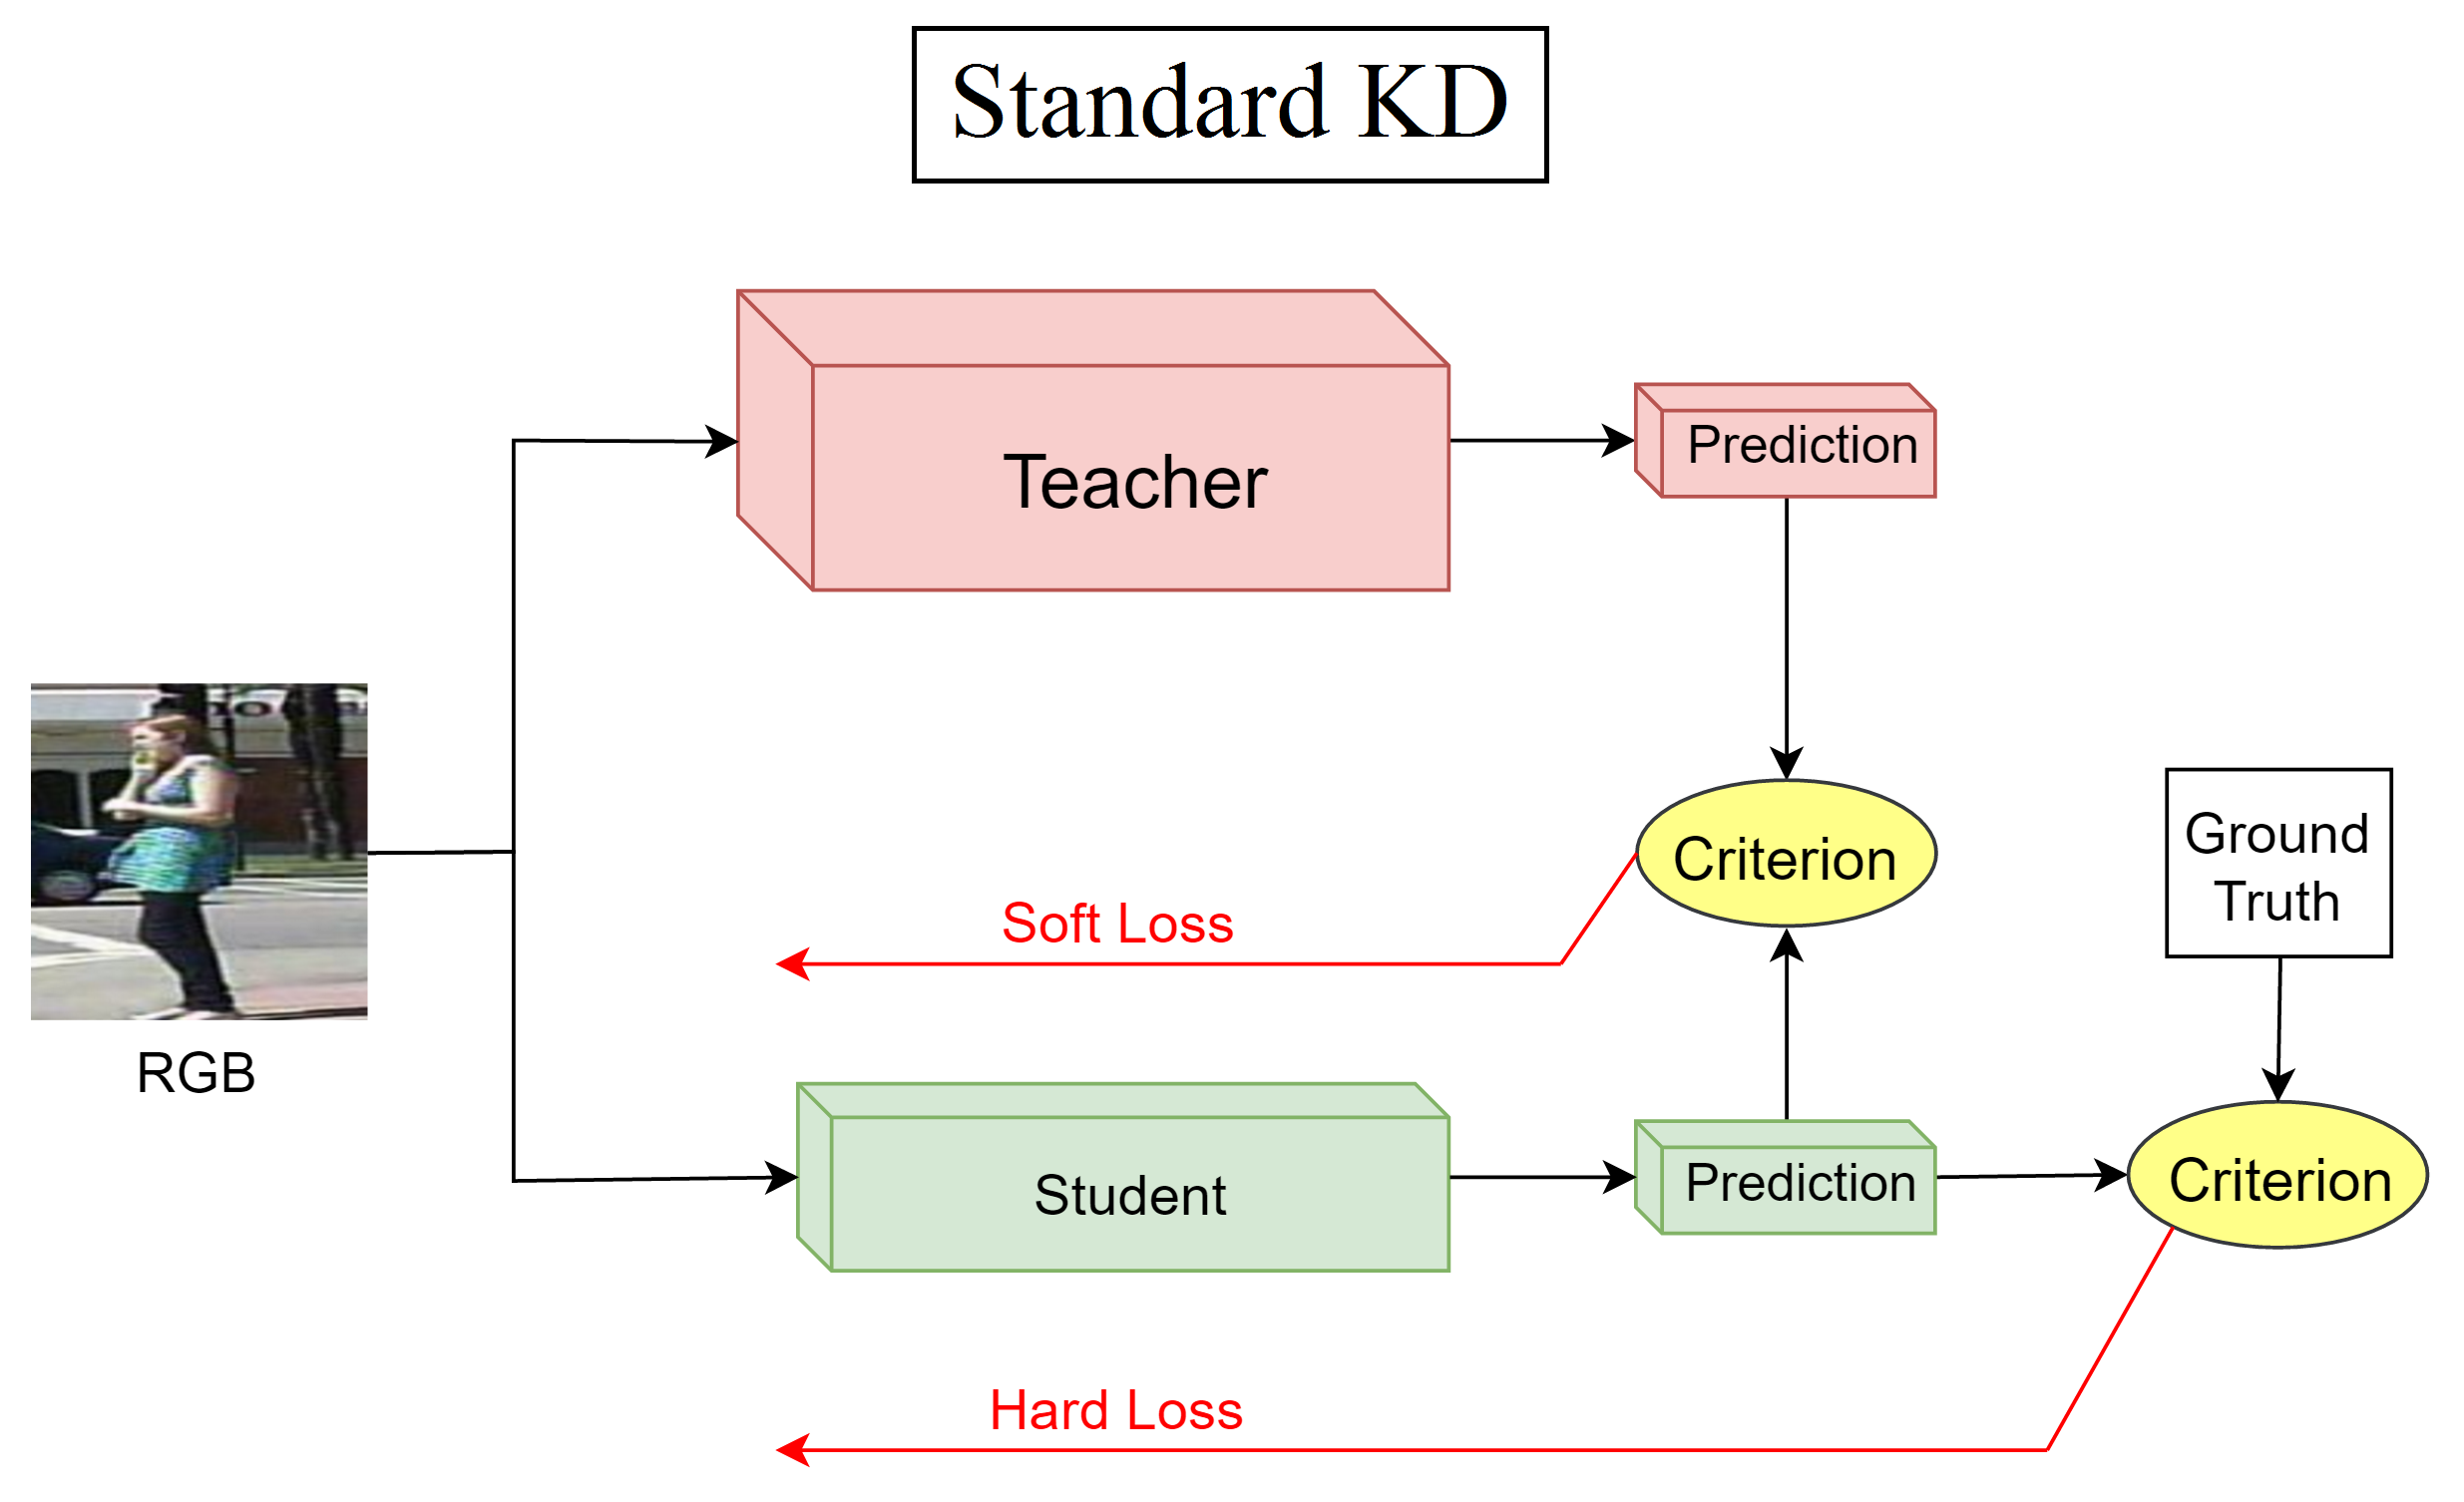 Standard KD
Teacher
Prediction
Criterion
Ground
Truth
Soft Loss
RGB
Student
Prediction
Criterion
Hard Loss